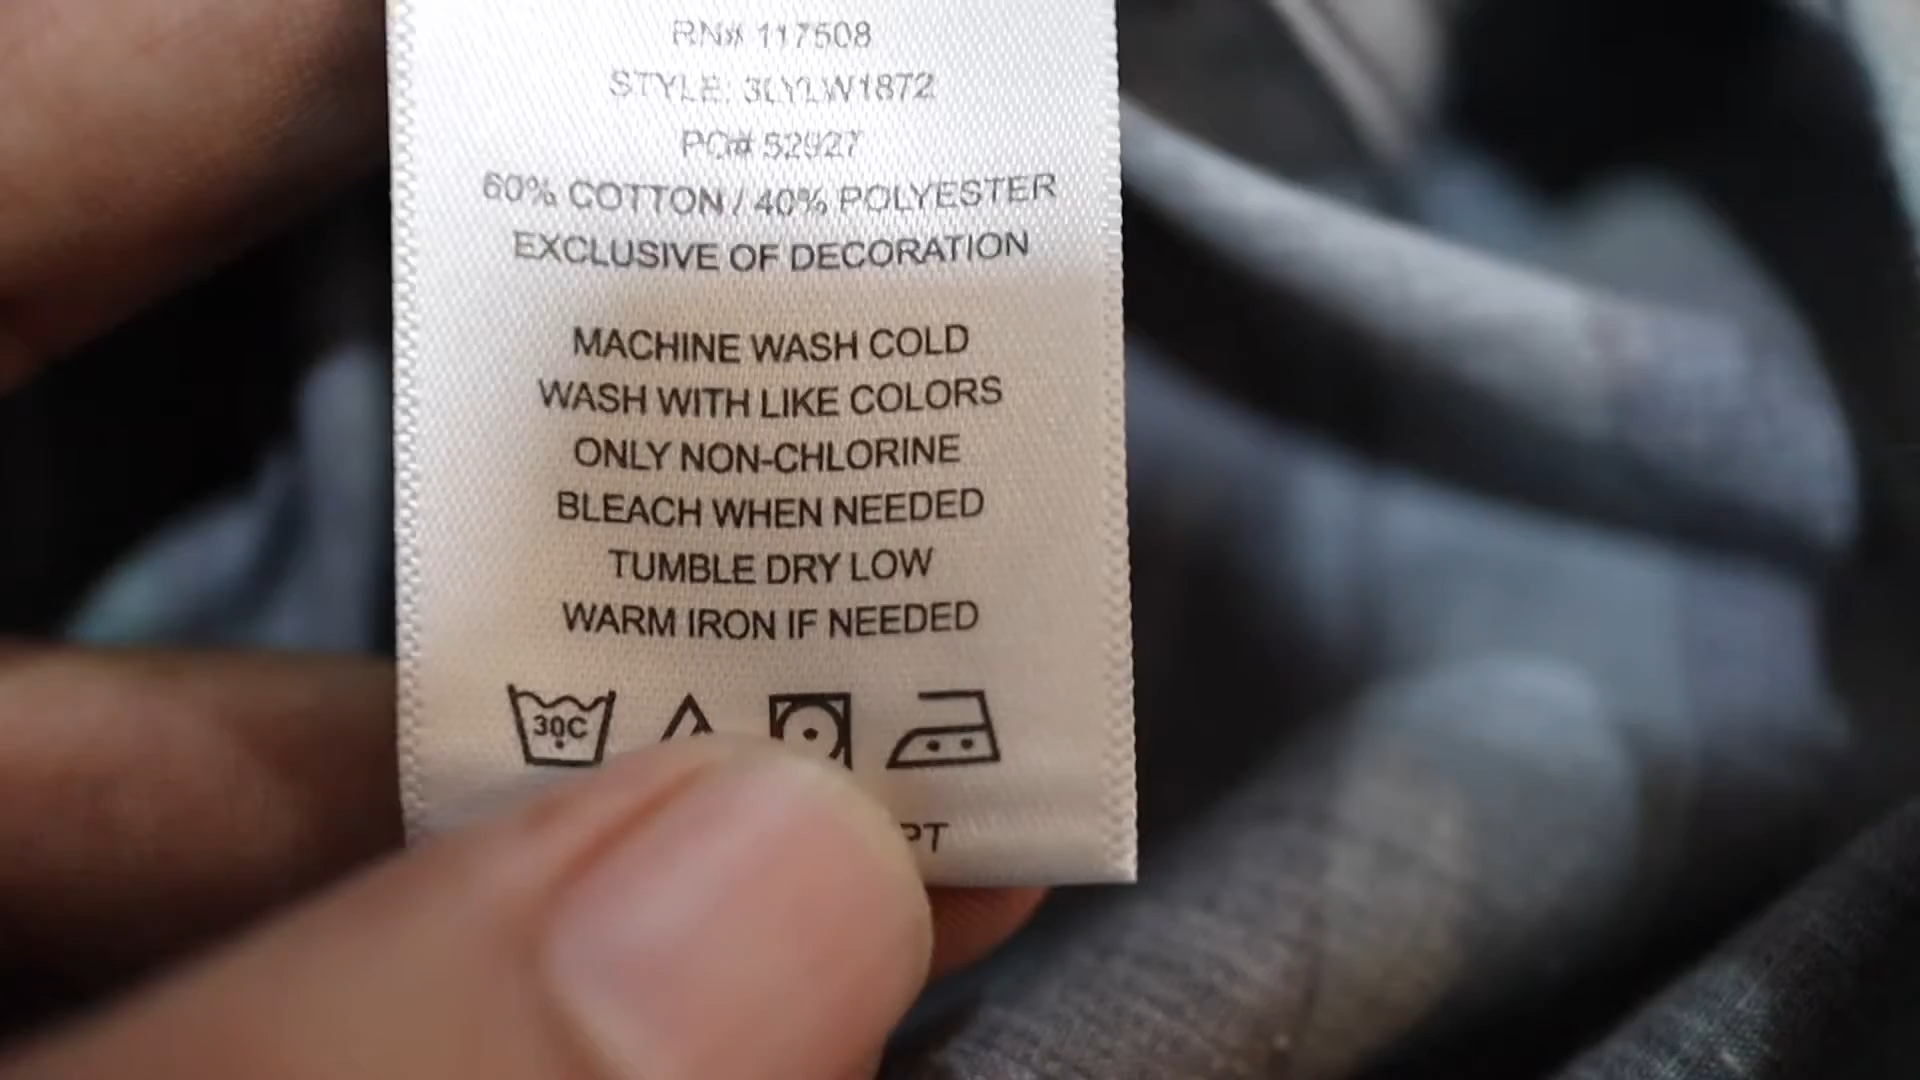 RN# 117508
STYLE: 3LYLW1872
PO# 52927
60% COTTON / 40% POLYESTER
EXCLUSIVE OF DECORATION
MACHINE WASH COLD
WASH WITH LIKE COLORS
ONLY NON-CHLORINE
BLEACH WHEN NEEDED
TUMBLE DRY LOW
WARM IRON IF NEEDED
30C